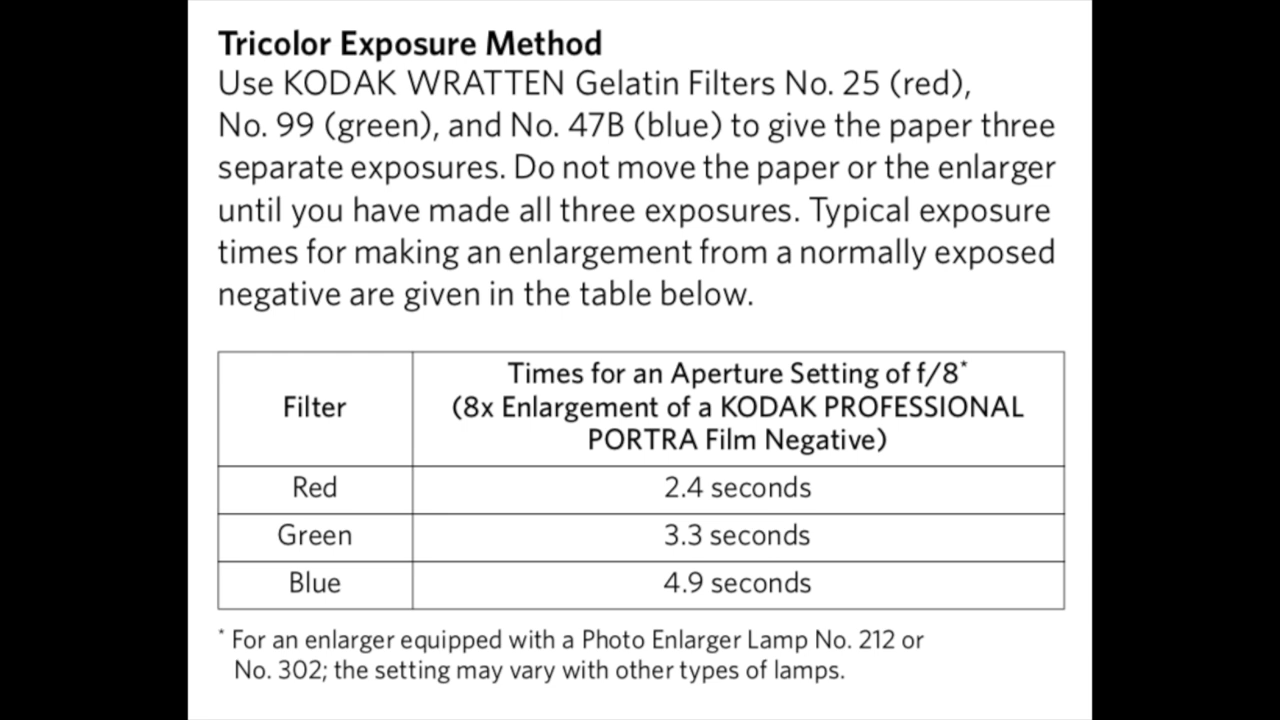 Tricolor Exposure Method
Use KODAK WRATTEN Gelatin Filters No. 25 (red),
No. 99 (green), and No. 47B (blue) to give the paper three
separate exposures. Do not move the paper or the enlarger
until you have made all three exposures. Typical exposure
times for making an enlargement from a normally exposed
negative are given in the table below.
Filter
Times for an Aperture Setting of f/8*
(8x Enlargement of a KODAK PROFESSIONAL
PORTRA Film Negative)
Red 2.4 seconds
Green 3.3 seconds
Blue 4.9 seconds
* For an enlarger equipped with a Photo Enlarger Lamp No. 212 or
No. 302; the setting may vary with other types of lamps.